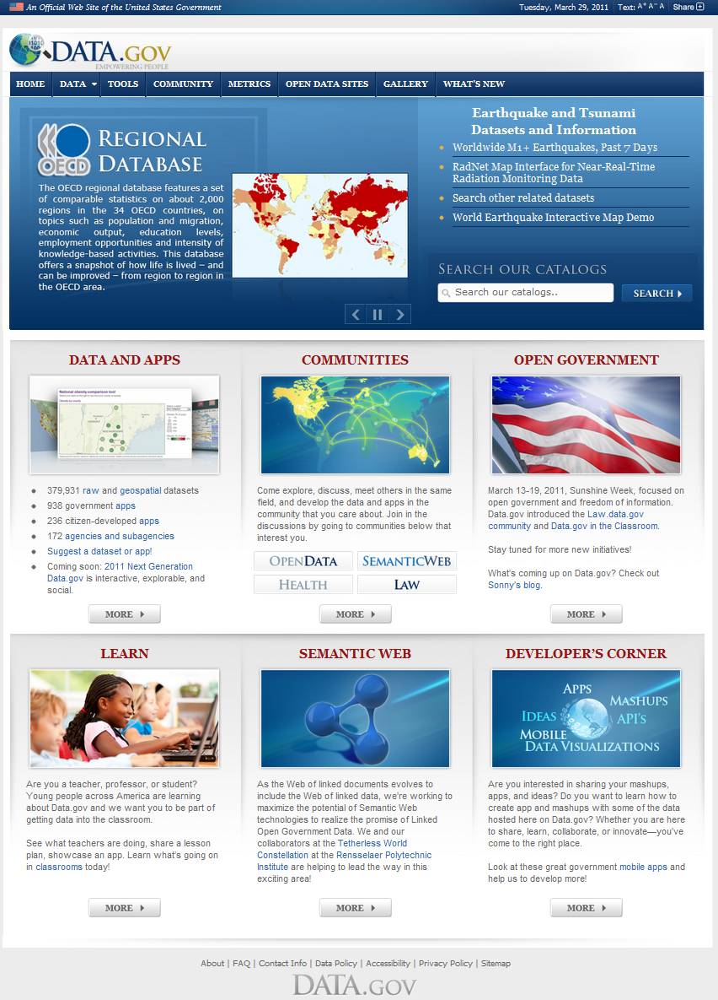 An Official Web Site of the United States Government
Tuesday, March 29, 2011 Text: A+ A- A Share
DATA.GOV
EMPOWERING PEOPLE
HOME DATA TOOLS COMMUNITY METRICS OPEN DATA SITES GALLERY WHAT'S NEW
OECD
REGIONAL
DATABASE
The OECD regional database features a set
of comparable statistics on about 2,000
regions in the 34 OECD countries, on
topics such as population and migration,
economic output, education levels,
employment opportunities and intensity of
knowledge-based activities. This database
offers a snapshot of how life is lived – and
can be improved – from region to region in
the OECD area.
Earthquake and Tsunami
Datasets and Information
Worldwide M1+ Earthquakes, Past 7 Days
RadNet Map Interface for Near-Real-Time
Radiation Monitoring Data
Search other related datasets
World Earthquake Interactive Map Demo
SEARCH OUR CATALOGS
Search our catalogs..
SEARCH
DATA AND APPS
National obesity comparison tool
379,931 raw and geospatial datasets
938 government apps
236 citizen-developed apps
172 agencies and subagencies
Suggest a dataset or app!
Coming soon: 2011 Next Generation
Data.gov is interactive, explorable, and
social.
MORE
COMMUNITIES
Come explore, discuss, meet others in the same
field, and develop the data and apps in the
community that you care about. Join in the
discussions by going to communities below that
interest you.
OPENDATA SEMANTICWEB
HEALTH LAW
MORE
OPEN GOVERNMENT
March 13-19, 2011, Sunshine Week, focused on
open government and freedom of information.
Data.gov introduced the Law.data.gov
community and Data.gov in the Classroom.
Stay tuned for more new initiatives!
What's coming up on Data.gov? Check out
Sonny's blog.
MORE
LEARN
Are you a teacher, professor, or student?
Young people across America are learning
about Data.gov and we want you to be part of
getting data into the classroom.
See what teachers are doing, share a lesson
plan, showcase an app. Learn what's going on
in classrooms today!
MORE
SEMANTIC WEB
As the Web of linked documents evolves to
include the Web of linked data, we're working to
maximize the potential of Semantic Web
technologies to realize the promise of Linked
Open Government Data. We and our
collaborators at the Tetherless World
Constellation at the Rensselaer Polytechnic
Institute are helping to lead the way in this
exciting area!
MORE
DEVELOPER'S CORNER
APPS
MASHUPS
IDEAS
API'S
MOBILE
DATA VISUALIZATIONS
Are you interested in sharing your mashups,
apps, and ideas? Do you want to learn how to
create app and mashups with some of the data
hosted here on Data.gov? Whether you are here
to share, learn, collaborate, or innovate—you've
come to the right place.
Look at these great government mobile apps and
help us to develop more!
MORE
About | FAQ | Contact Info | Data Policy | Accessibility | Privacy Policy | Sitemap
DATA.GOV